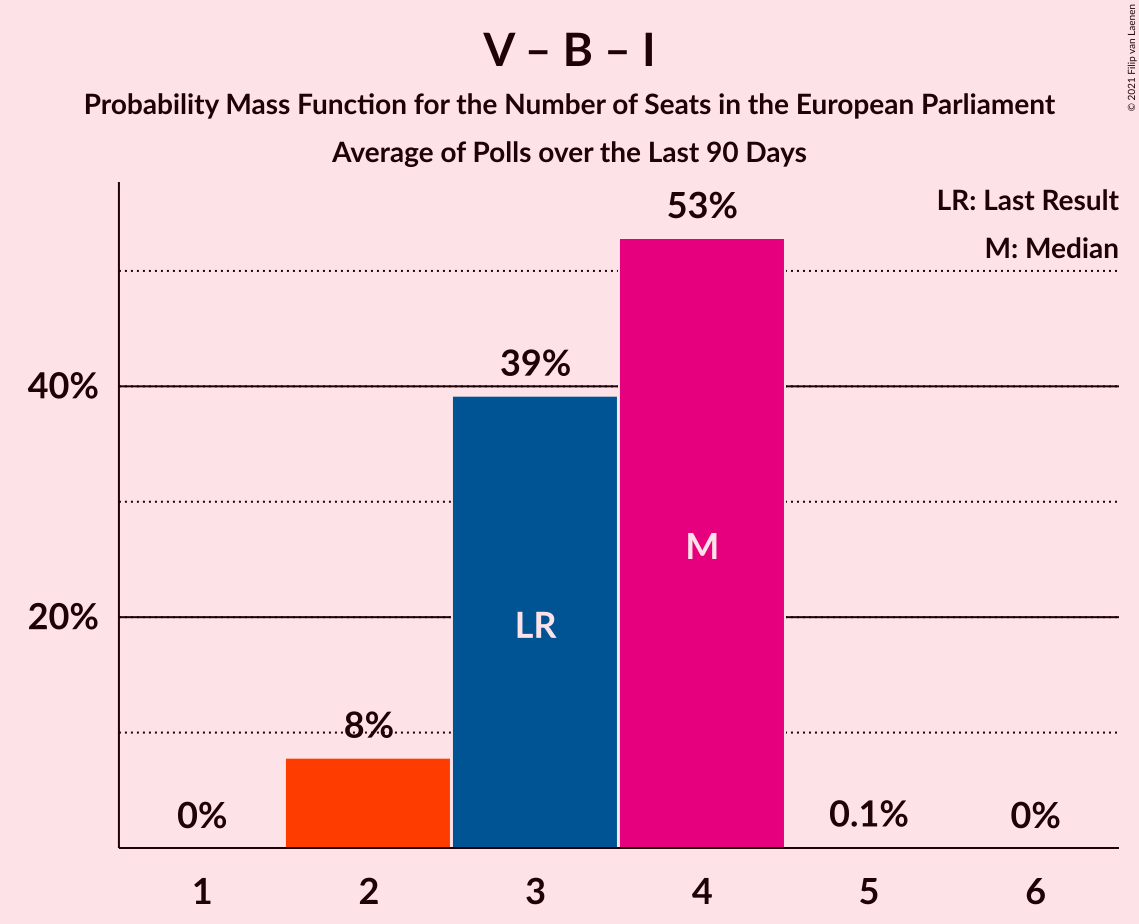 V – B – I
Probability Mass Function for the Number of Seats in the European Parliament
Average of Polls over the Last 90 Days
© 2021 Filip van Laenen
LR: Last Result
M: Median
53%
39%
40%
M
20%
LR
8%
0%
0.1%
0%
1 2 3 4 5 6